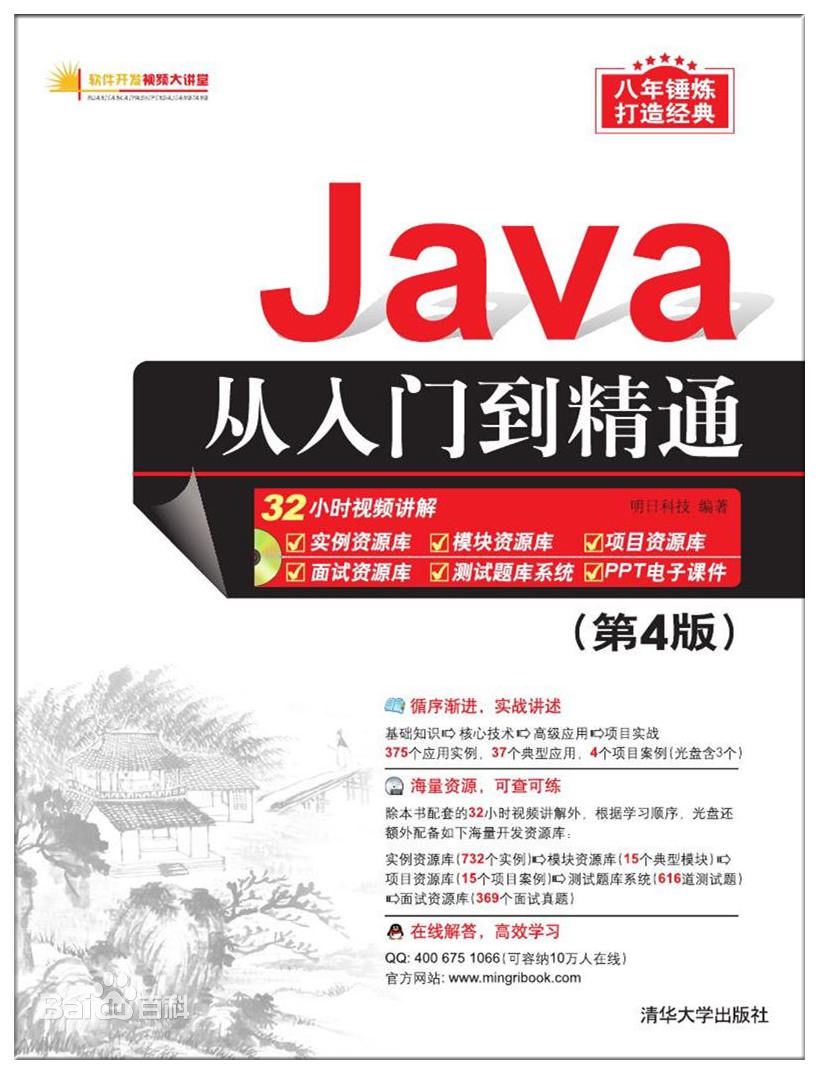 软件开发视频大讲堂
RUANJIANKAIFASHIPINDAJIANGTANG
八年锤炼
打造经典
Java
从入门到精通
32小时视频讲解
明日科技 编著
实例资源库 模块资源库 项目资源库
面试资源库 测试题库系统 PPT电子课件
（第4版）
循序渐进，实战讲述
基础知识➪核心技术➪高级应用➪项目实战
375个应用实例，37个典型应用，4个项目案例(光盘含3个)
海量资源，可查可练
除本书配套的32小时视频讲解外，根据学习顺序，光盘还
额外配备如下海量开发资源库：
实例资源库(732个实例)➪模块资源库(15个典型模块)➪
项目资源库(15个项目案例)➪测试题库系统(616道测试题)
➪面试资源库(369个面试真题)
在线解答，高效学习
QQ: 400 675 1066(可容纳10万人在线)
官方网站: www.mingribook.com
清华大学出版社
Bai百科